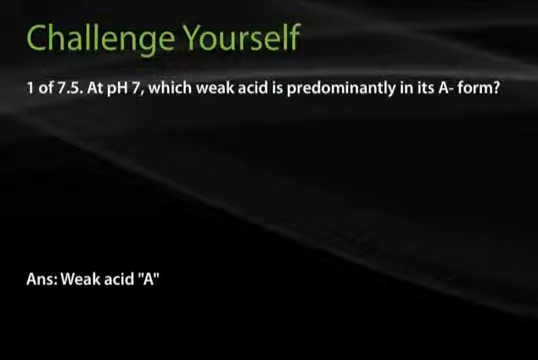 Challenge Yourself
1 of 7.5. At pH 7, which weak acid is predominantly in its A- form?
Ans: Weak acid "A"